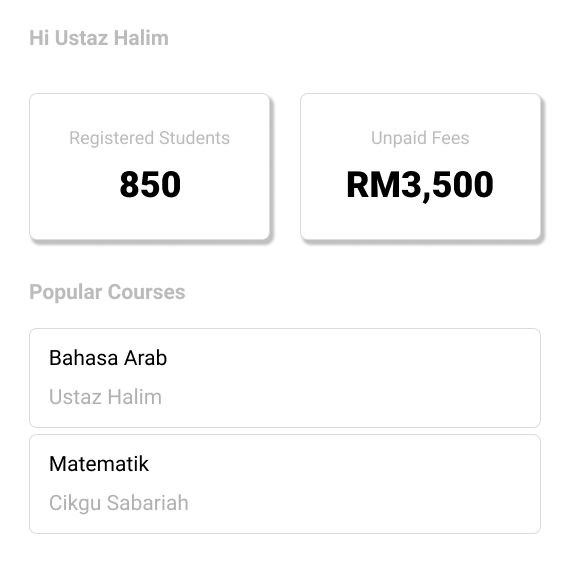 Hi Ustaz Halim
Registered Students
850
Unpaid Fees
RM3,500
Popular Courses
Bahasa Arab
Ustaz Halim
Matematik
Cikgu Sabariah